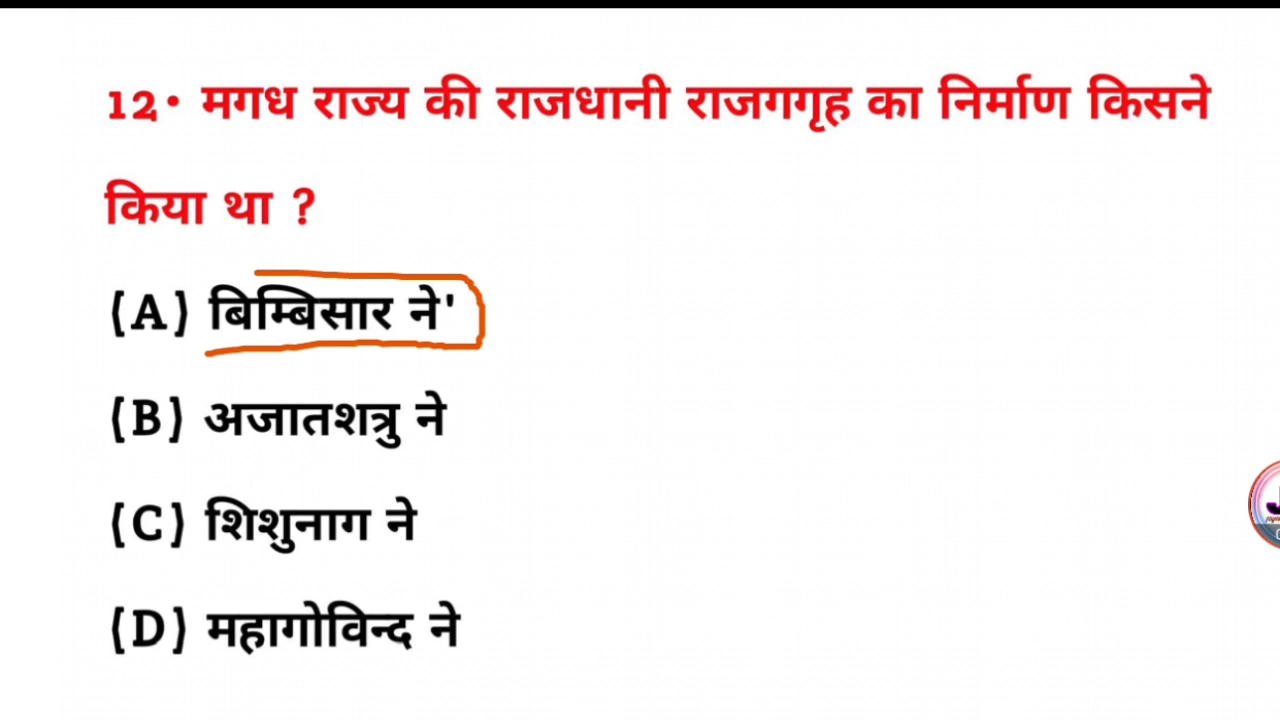 12• मगध राज्य की राजधानी राजगगृह का निर्माण किसने
किया था ?
(A) बिम्बिसार ने'
(B) अजातशत्रु ने
(C) शिशुनाग ने
(D) महागोविन्द ने